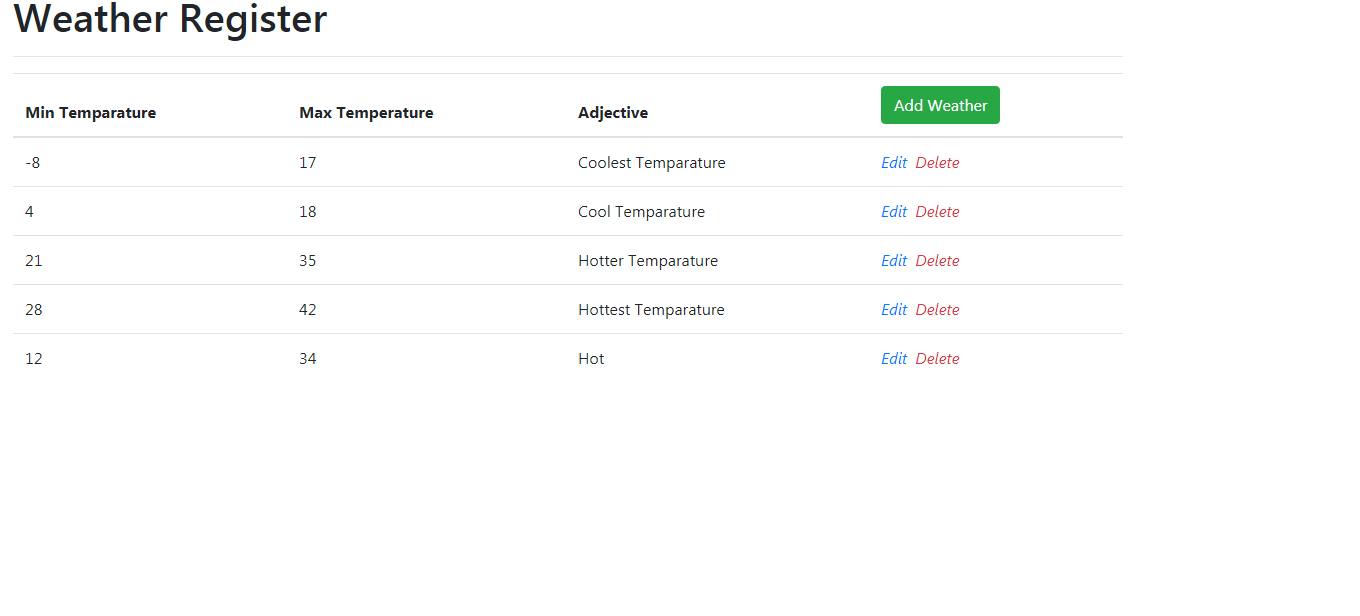 Weather Register
Min Temparature Max Temperature Adjective Add Weather
-8 17 Coolest Temparature Edit Delete
4 18 Cool Temparature Edit Delete
21 35 Hotter Temparature Edit Delete
28 42 Hottest Temparature Edit Delete
12 34 Hot Edit Delete